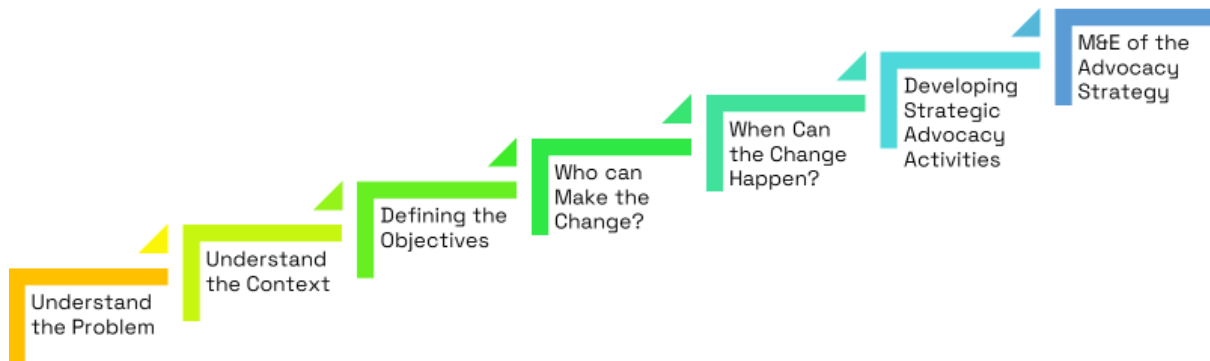 Understand
the Problem
Understand
the Context
Defining the
Objectives
Who can
Make the
Change?
When Can
the Change
Happen?
Developing
Strategic
Advocacy
Activities
M&E of the
Advocacy
Strategy